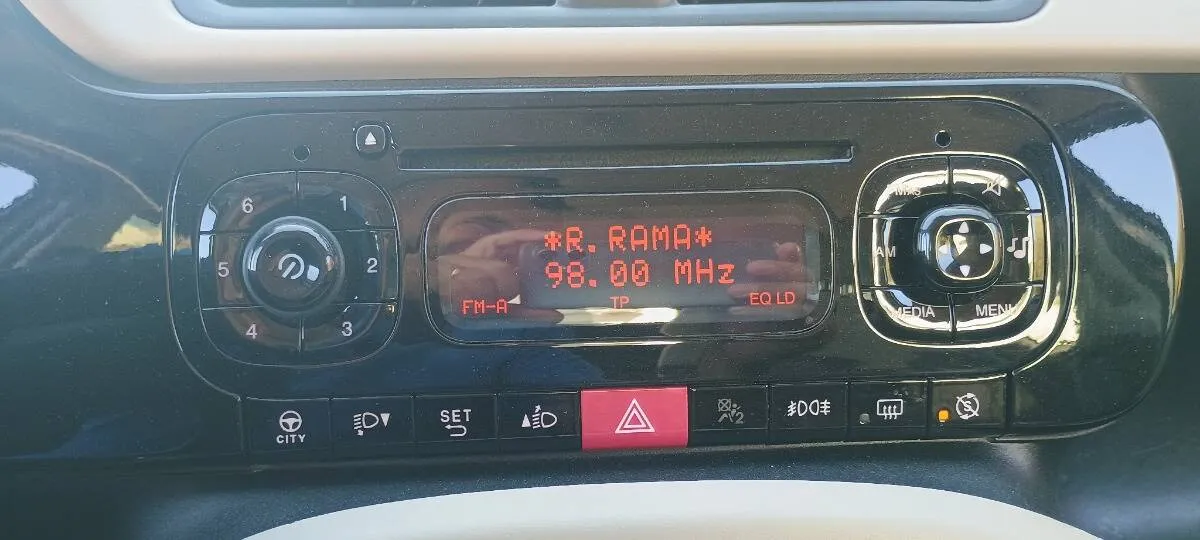 6 1
5 2
4 3
*R.RAMA*
98.00 MHz
FM-A TP EQ LD
AM
MEDIA MENU
CITY
SET
2